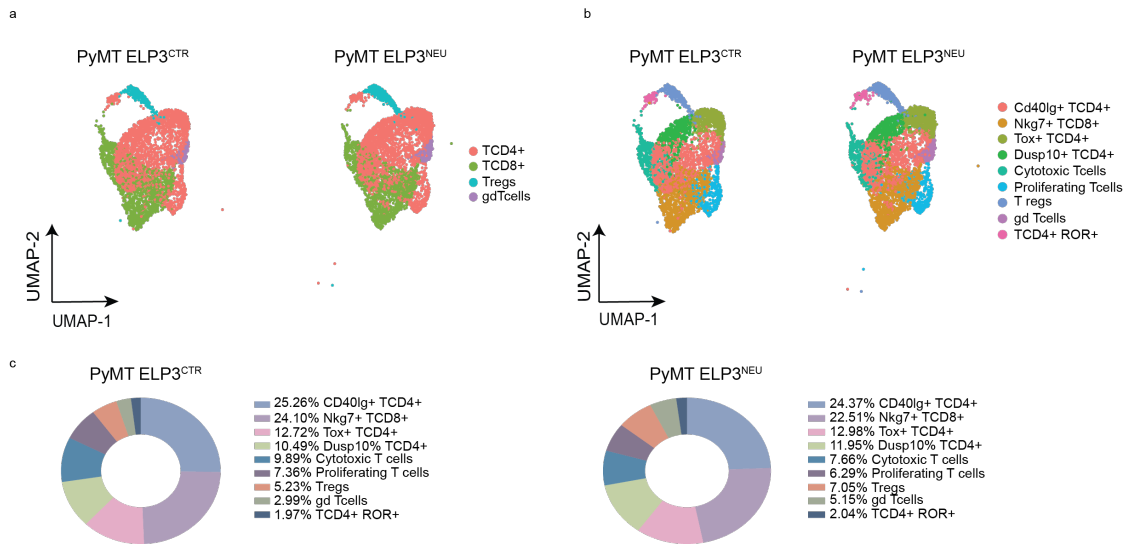 a
b
PyMT ELP3CTR
PyMT ELP3NEU
TCD4+
TCD8+
Tregs
gdTcells
UMAP-2
UMAP-1
PyMT ELP3CTR
PyMT ELP3NEU
Cd40lg+ TCD4+
Nkg7+ TCD8+
Tox+ TCD4+
Dusp10+ TCD4+
Cytotoxic Tcells
Proliferating Tcells
T regs
gd Tcells
TCD4+ ROR+
UMAP-2
UMAP-1
c
PyMT ELP3CTR
25.26% CD40lg+ TCD4+
24.10% Nkg7+ TCD8+
12.72% Tox+ TCD4+
10.49% Dusp10% TCD4+
9.89% Cytotoxic T cells
7.36% Proliferating T cells
5.23% Tregs
2.99% gd Tcells
1.97% TCD4+ ROR+
PyMT ELP3NEU
24.37% CD40lg+ TCD4+
22.51% Nkg7+ TCD8+
12.98% Tox+ TCD4+
11.95% Dusp10% TCD4+
7.66% Cytotoxic T cells
6.29% Proliferating T cells
7.05% Tregs
5.15% gd Tcells
2.04% TCD4+ ROR+